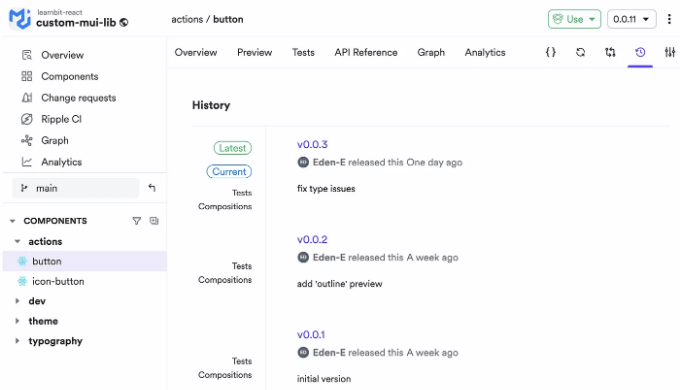 learnbit-react
custom-mui-lib
actions / button
Use
0.0.11
Overview
Components
Change requests
Ripple CI
Graph
Analytics
main
COMPONENTS
actions
button
icon-button
dev
theme
typography
Overview Preview Tests API Reference Graph Analytics
History
Latest
Current
Tests
Compositions
v0.0.3
Eden-E released this One day ago
fix type issues
Tests
Compositions
v0.0.2
Eden-E released this A week ago
add 'outline' preview
Tests
Compositions
v0.0.1
Eden-E released this A week ago
initial version